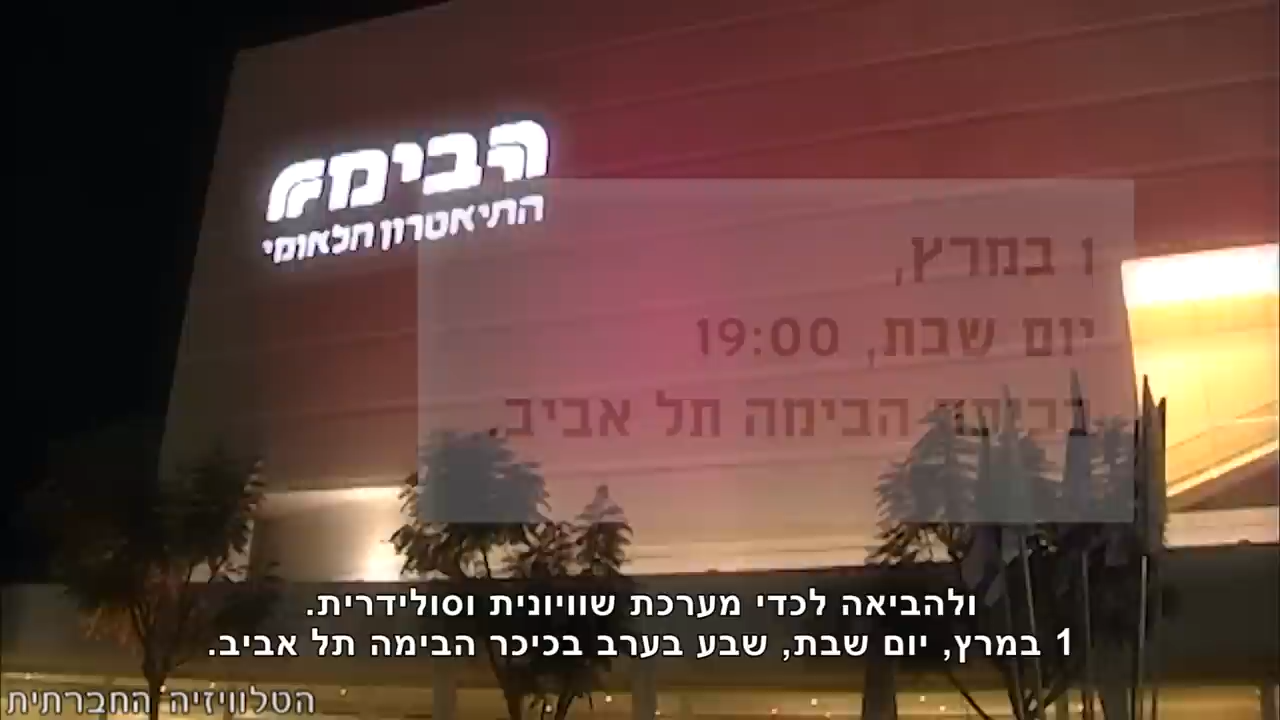 הבימה
התיאטרון הלאומי
1 במרץ,
יום שבת, 19:00
בכיכר הבימה תל אביב.
ולהביאה לכדי מערכת שוויונית וסולידרית.
1 במרץ, יום שבת, שבע בערב בכיכר הבימה תל אביב.
הטלוויזיה החברתית